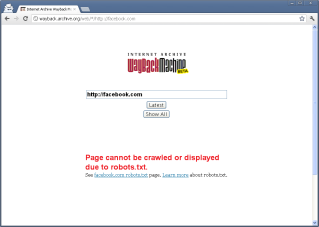 Internet Archive Wayback M
wayback.archive.org/web/*/http://facebook.com
INTERNET ARCHIVE
WayBackMachine
BETA
http://facebook.com
Latest
Show All
Page cannot be crawled or displayed
due to robots.txt.
See facebook.com robots.txt page. Learn more about robots.txt.